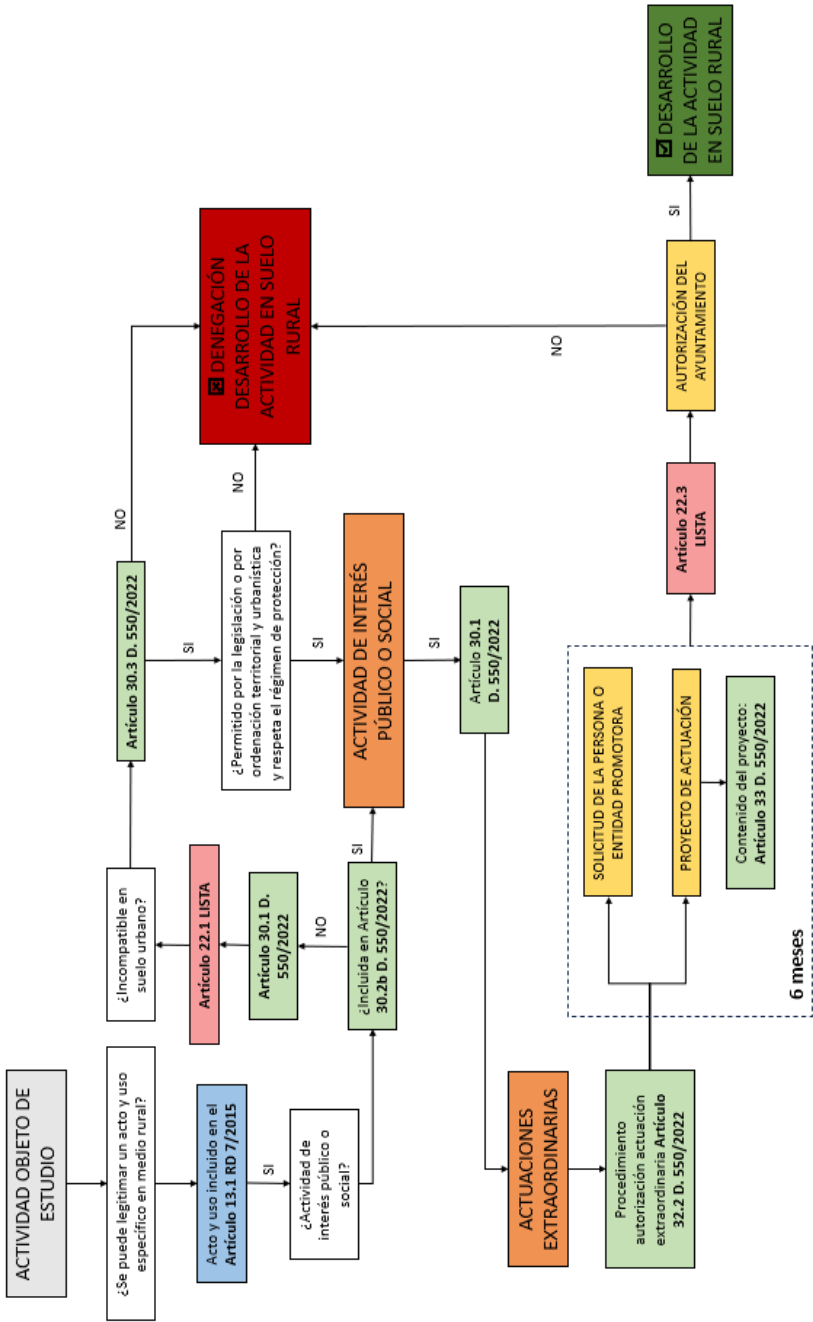 ACTIVIDAD OBJETO DE
ESTUDIO
¿Se puede legitimar un acto y uso
específico en medio rural?
Acto y uso incluido en el
Artículo 13.1 RD 7/2015
SI
¿Actividad de
interés público o
social?
¿Incluida en Artículo
30.2b D. 550/2022?
NO
Artículo 30.1 D.
550/2022
Artículo 22.1 LISTA
¿Incompatible en
suelo urbano?
Artículo 30.3 D. 550/2022
NO
SI
¿Permitido por la legislación o por
ordenación territorial y urbanística
y respeta el régimen de protección?
NO
SI
SI
ACTIVIDAD DE INTERÉS
PÚBLICO O SOCIAL
SI
Artículo 30.1
D. 550/2022
☒ DENEGACIÓN
DESARROLLO DE LA
ACTIVIDAD EN SUELO
RURAL
ACTUACIONES
EXTRAORDINARIAS
Procedimiento
autorización actuación
extraordinaria Artículo
32.2 D. 550/2022
SOLICITUD DE LA PERSONA O
ENTIDAD PROMOTORA
PROYECTO DE ACTUACIÓN
Contenido del proyecto:
Artículo 33 D. 550/2022
6 meses
Artículo 22.3
LISTA
AUTORIZACIÓN DEL
AYUNTAMIENTO
NO
SI
☑ DESARROLLO
DE LA ACTIVIDAD
EN SUELO RURAL